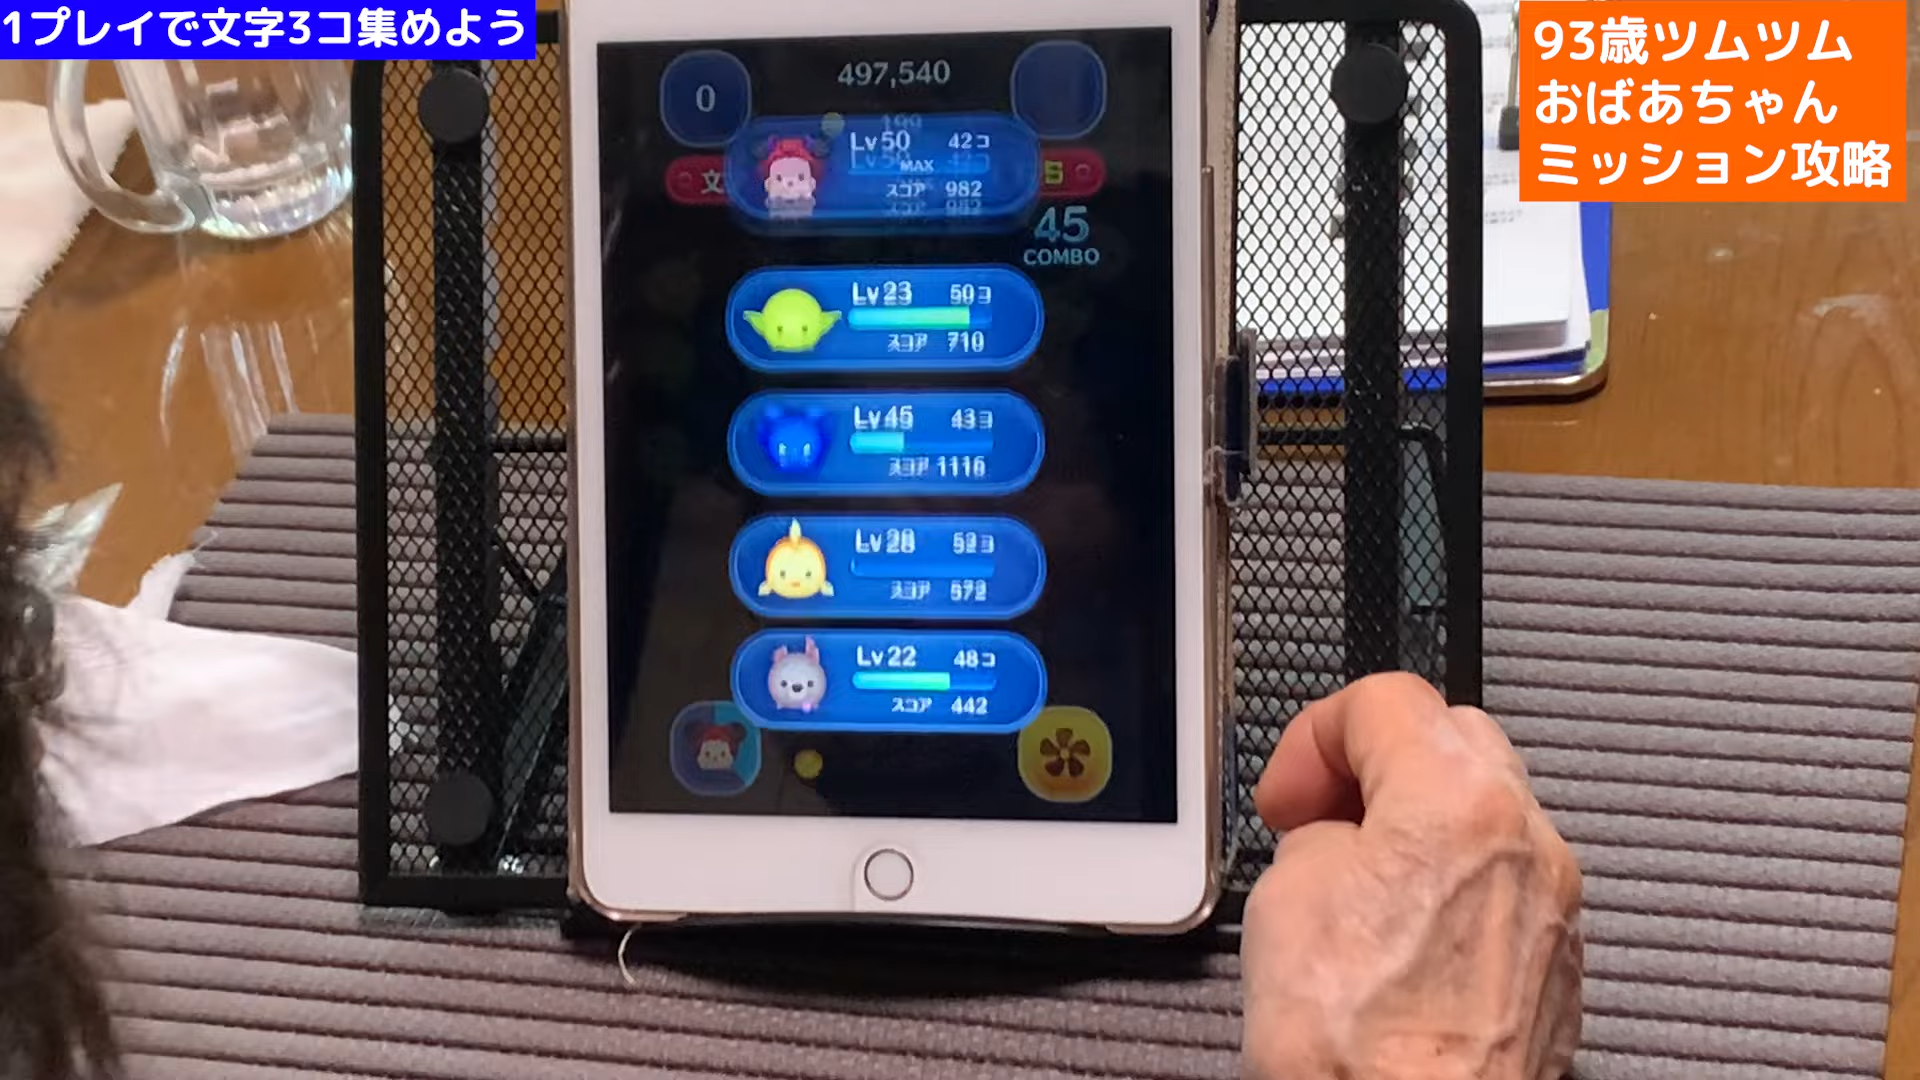 1プレイで文字3コ集めよう
93歳ツムツム
おばあちゃん
ミッション攻略
0
497,540
Lv50 42コ
MAX
スコア 982
文
S
45
COMBO
Lv23 50コ
スコア 710
Lv45 43コ
スコア 1116
Lv28
スコア 572
Lv22 48コ
スコア 442